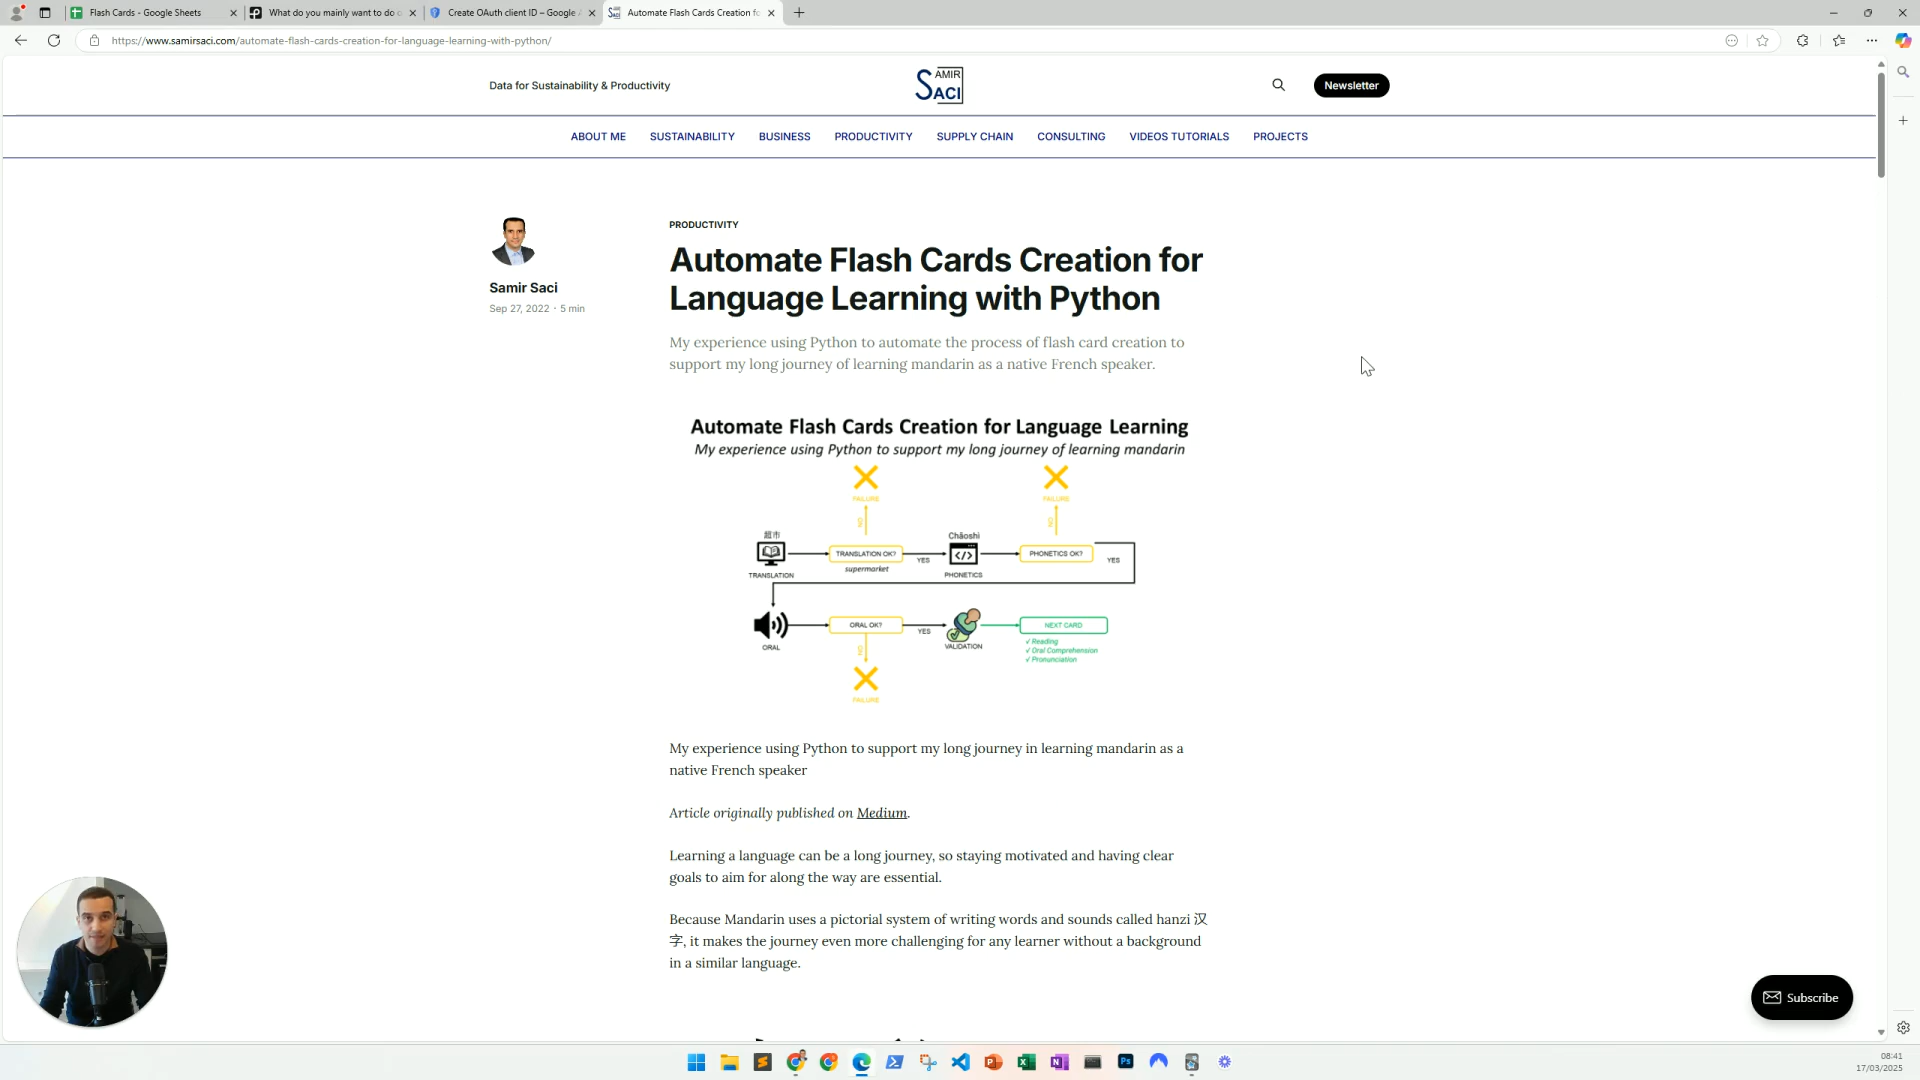 Flash Cards - Google Sheets
What do you mainly want to do
Create OAuth client ID – Google
Automate Flash Cards Creation fo
https://www.samirsaci.com/automate-flash-cards-creation-for-language-learning-with-python/
Data for Sustainability & Productivity
SAMIR
SACI
Newsletter
ABOUT ME
SUSTAINABILITY
BUSINESS
PRODUCTIVITY
SUPPLY CHAIN
CONSULTING
VIDEOS TUTORIALS
PROJECTS
Samir Saci
Sep 27, 2022 · 5 min
PRODUCTIVITY
Automate Flash Cards Creation for
Language Learning with Python
My experience using Python to automate the process of flash card creation to
support my long journey of learning mandarin as a native French speaker.
Automate Flash Cards Creation for Language Learning
My experience using Python to support my long journey of learning mandarin
FAILURE
FAILURE
NO
NO
超市
TRANSLATION
TRANSLATION OK?
supermarket
YES
Chāoshì
PHONETICS
PHONETICS OK?
YES
ORAL
ORAL OK?
YES
VALIDATION
NEXT CARD
✓ Reading
✓ Oral Comprehension
✓ Pronunciation
NO
FAILURE
My experience using Python to support my long journey in learning mandarin as a
native French speaker
Article originally published on Medium.
Learning a language can be a long journey, so staying motivated and having clear
goals to aim for along the way are essential.
Because Mandarin uses a pictorial system of writing words and sounds called hanzi 汉
字, it makes the journey even more challenging for any learner without a background
in a similar language.
Subscribe
08:41
17/03/2025